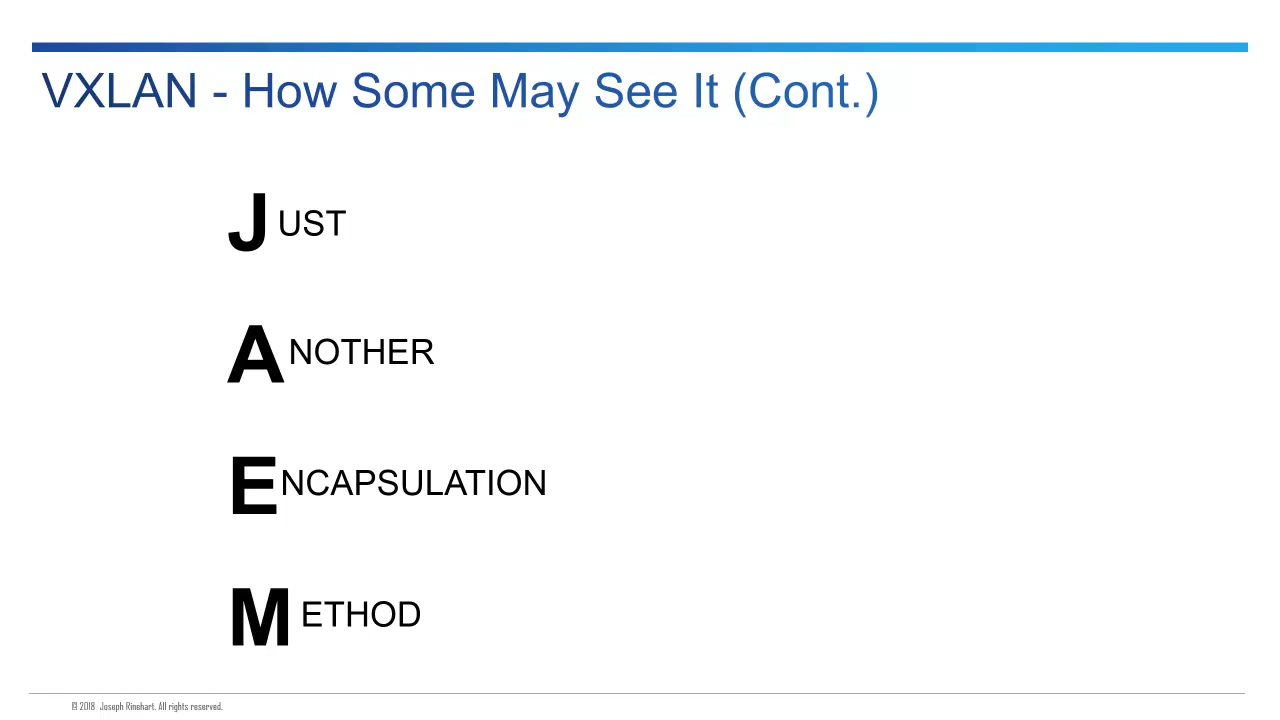 VXLAN - How Some May See It (Cont.)
JUST
ANOTHER
ENCAPSULATION
METHOD
© 2018 Joseph Rinehart. All rights reserved.